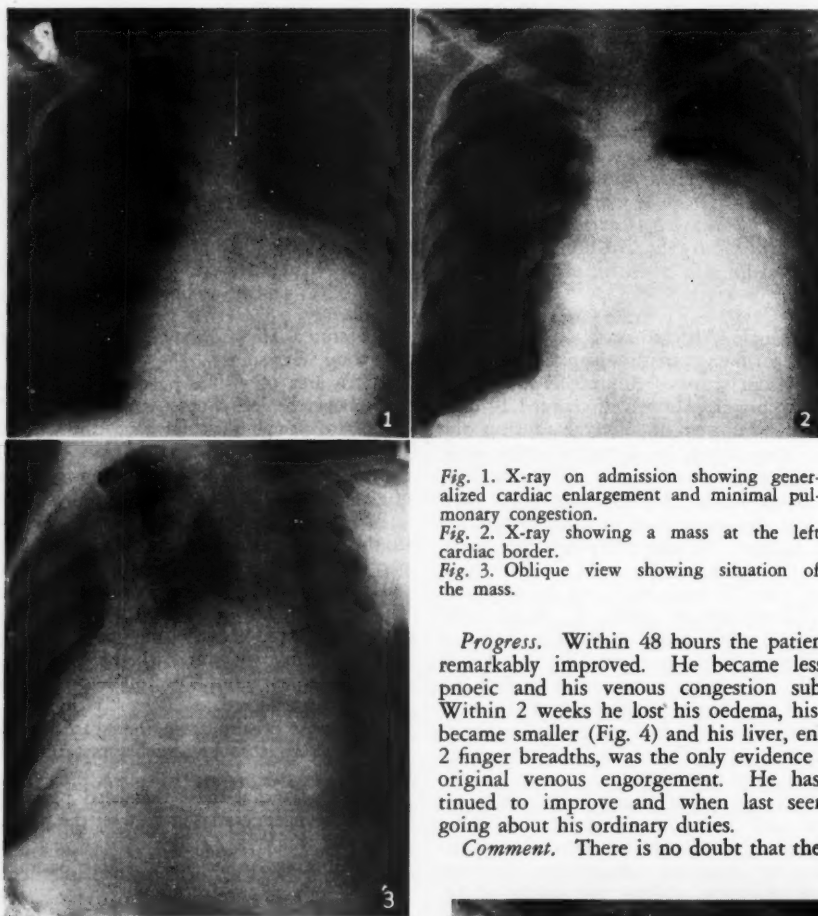 1
2
3
Fig. 1. X-ray on admission showing gener-
alized cardiac enlargement and minimal pul-
monary congestion.
Fig. 2. X-ray showing a mass at the left
cardiac border.
Fig. 3. Oblique view showing situation of
the mass.
Progress. Within 48 hours the patien
remarkably improved. He became less
pnoeic and his venous congestion sub
Within 2 weeks he lost his oedema, his
became smaller (Fig. 4) and his liver, en
2 finger breadths, was the only evidence
original venous engorgement. He has
tinued to improve and when last seen
going about his ordinary duties.
Comment. There is no doubt that the